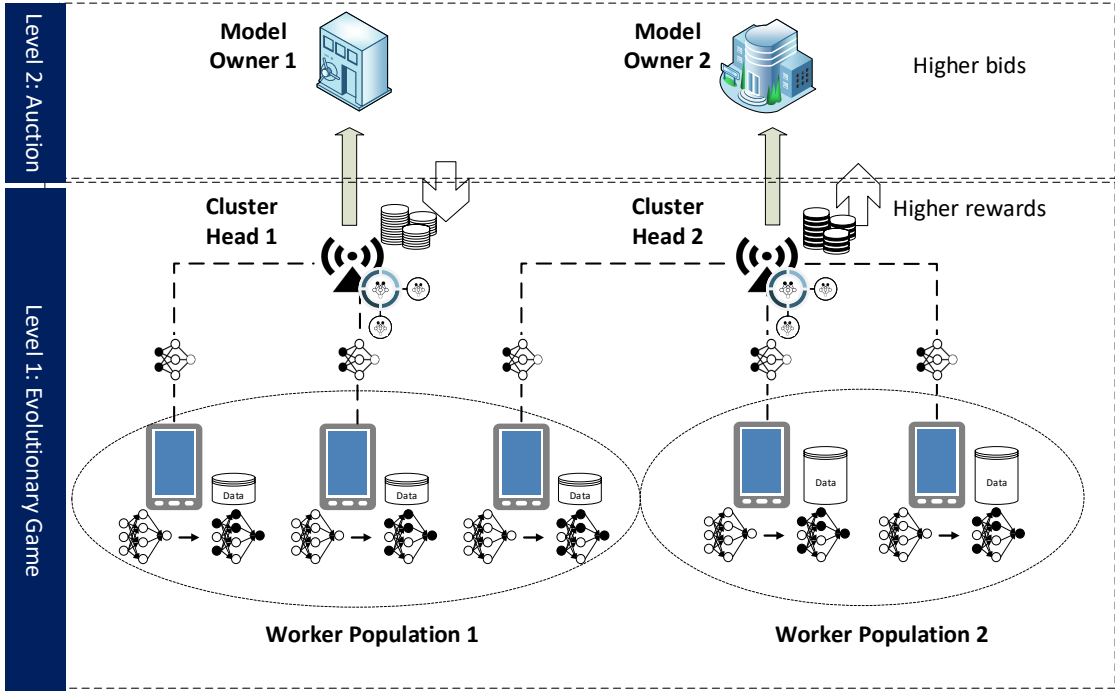 Level 2: Auction
Model
Owner 1
Model
Owner 2
Higher bids
Level 1: Evolutionary Game
Cluster
Head 1
Cluster
Head 2
Higher rewards
Data
Data
Data
Data
Data
Worker Population 1
Worker Population 2